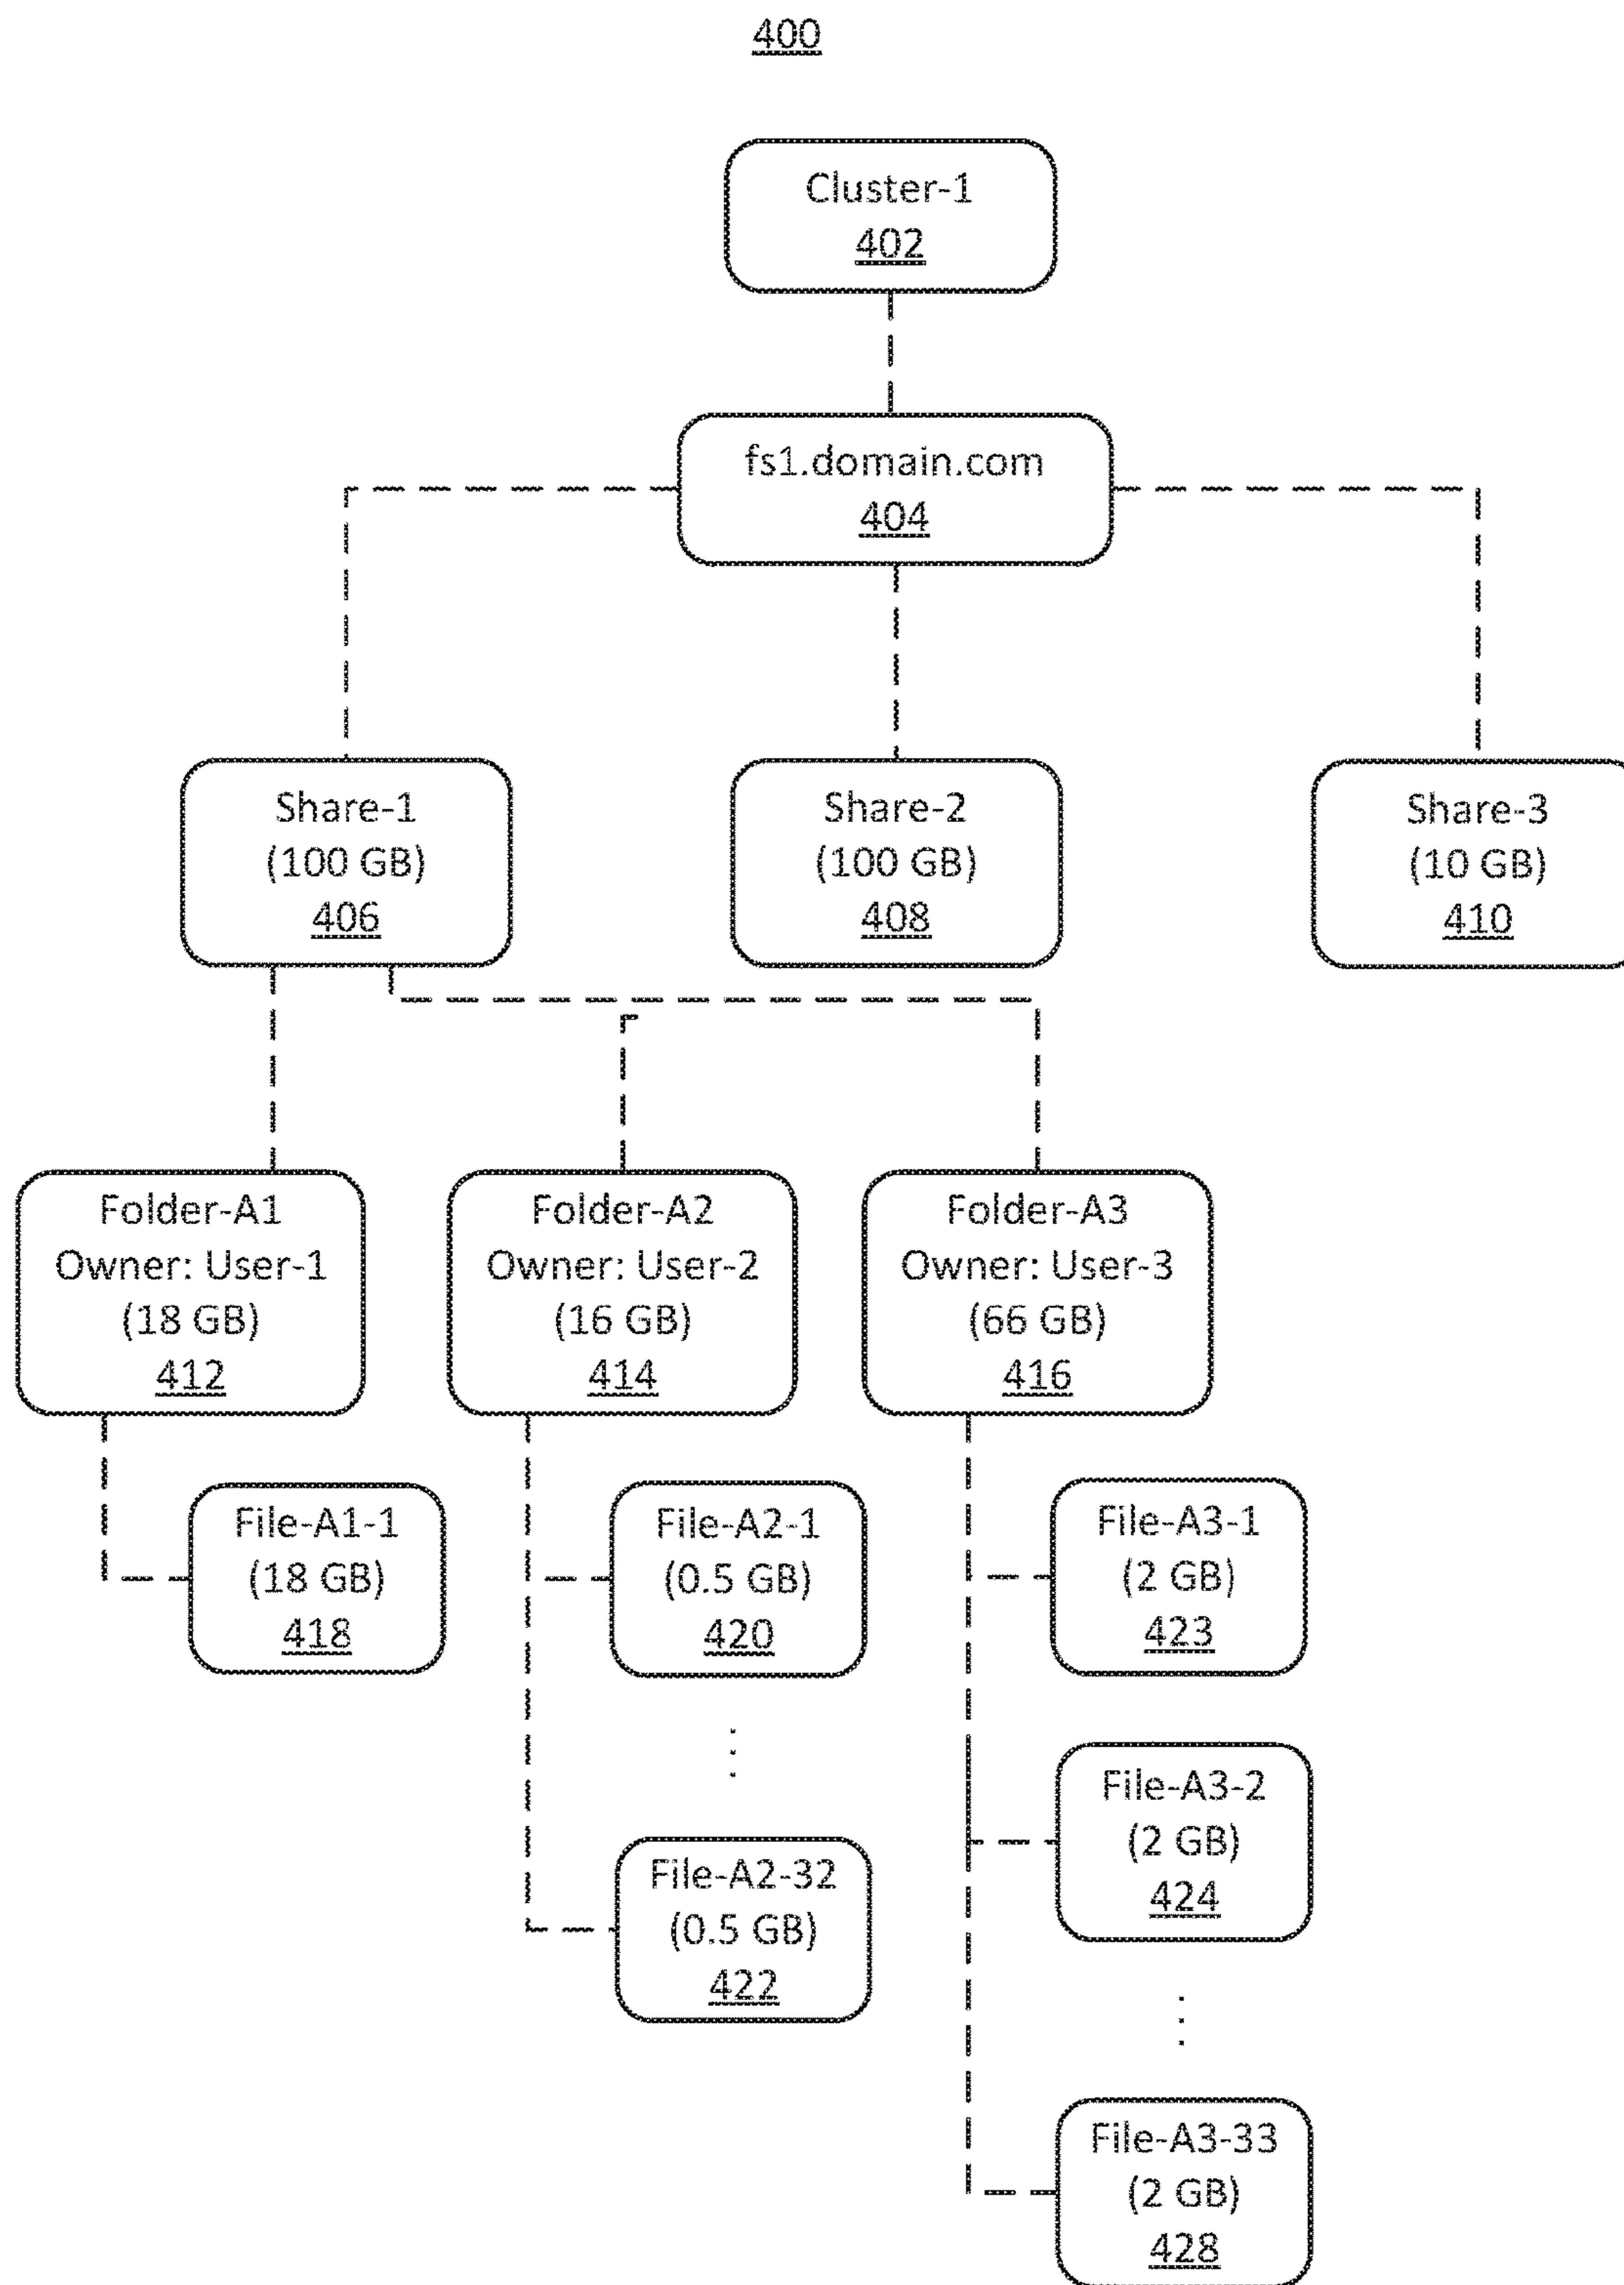 400
Cluster-1
402
fs1.domain.com
404
Share-1
(100 GB)
406
Share-2
(100 GB)
408
Share-3
(10 GB)
410
Folder-A1
Owner: User-1
(18 GB)
412
Folder-A2
Owner: User-2
(16 GB)
414
Folder-A3
Owner: User-3
(66 GB)
416
File-A1-1
(18 GB)
418
File-A2-1
(0.5 GB)
420
File-A3-1
(2 GB)
423
File-A3-2
(2 GB)
424
File-A2-32
(0.5 GB)
422
File-A3-33
(2 GB)
428